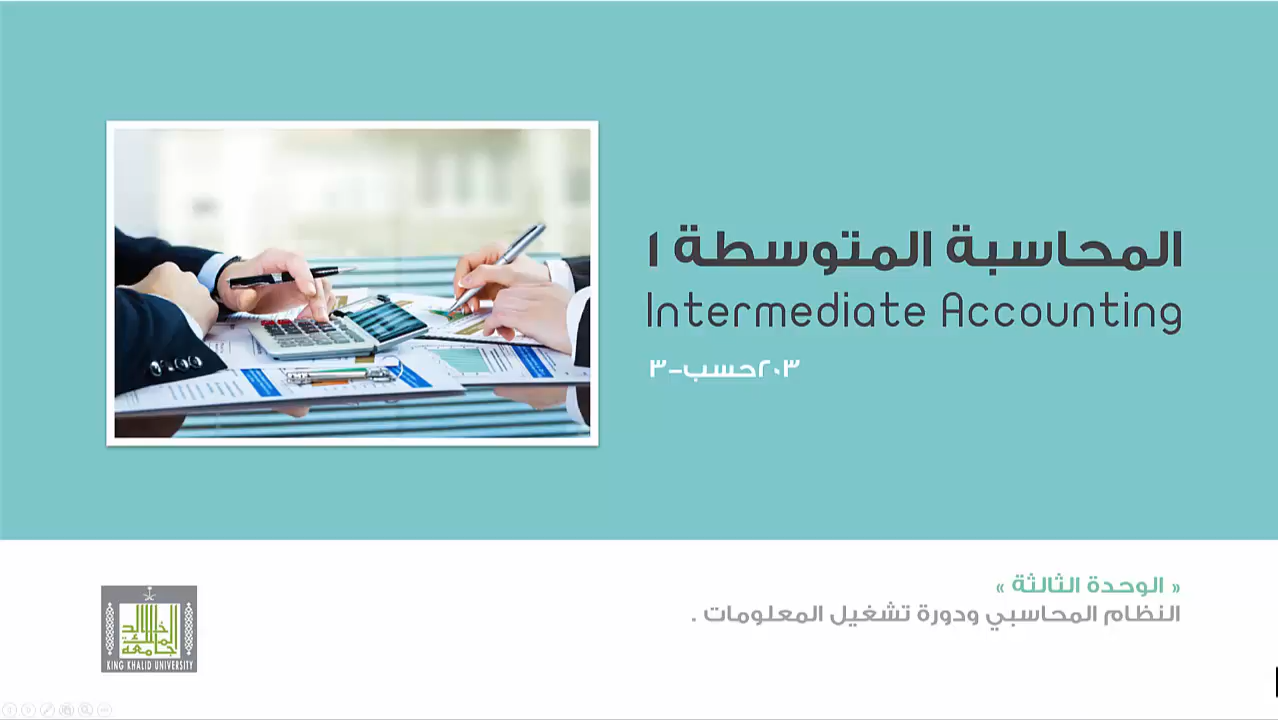 المحاسبة المتوسطة ١
Intermediate Accounting
٢٠٣حسب-٣
« الوحدة الثالثة »
النظام المحاسبي ودورة تشغيل المعلومات .
جامعة الملك خالد
KING KHALID UNIVERSITY